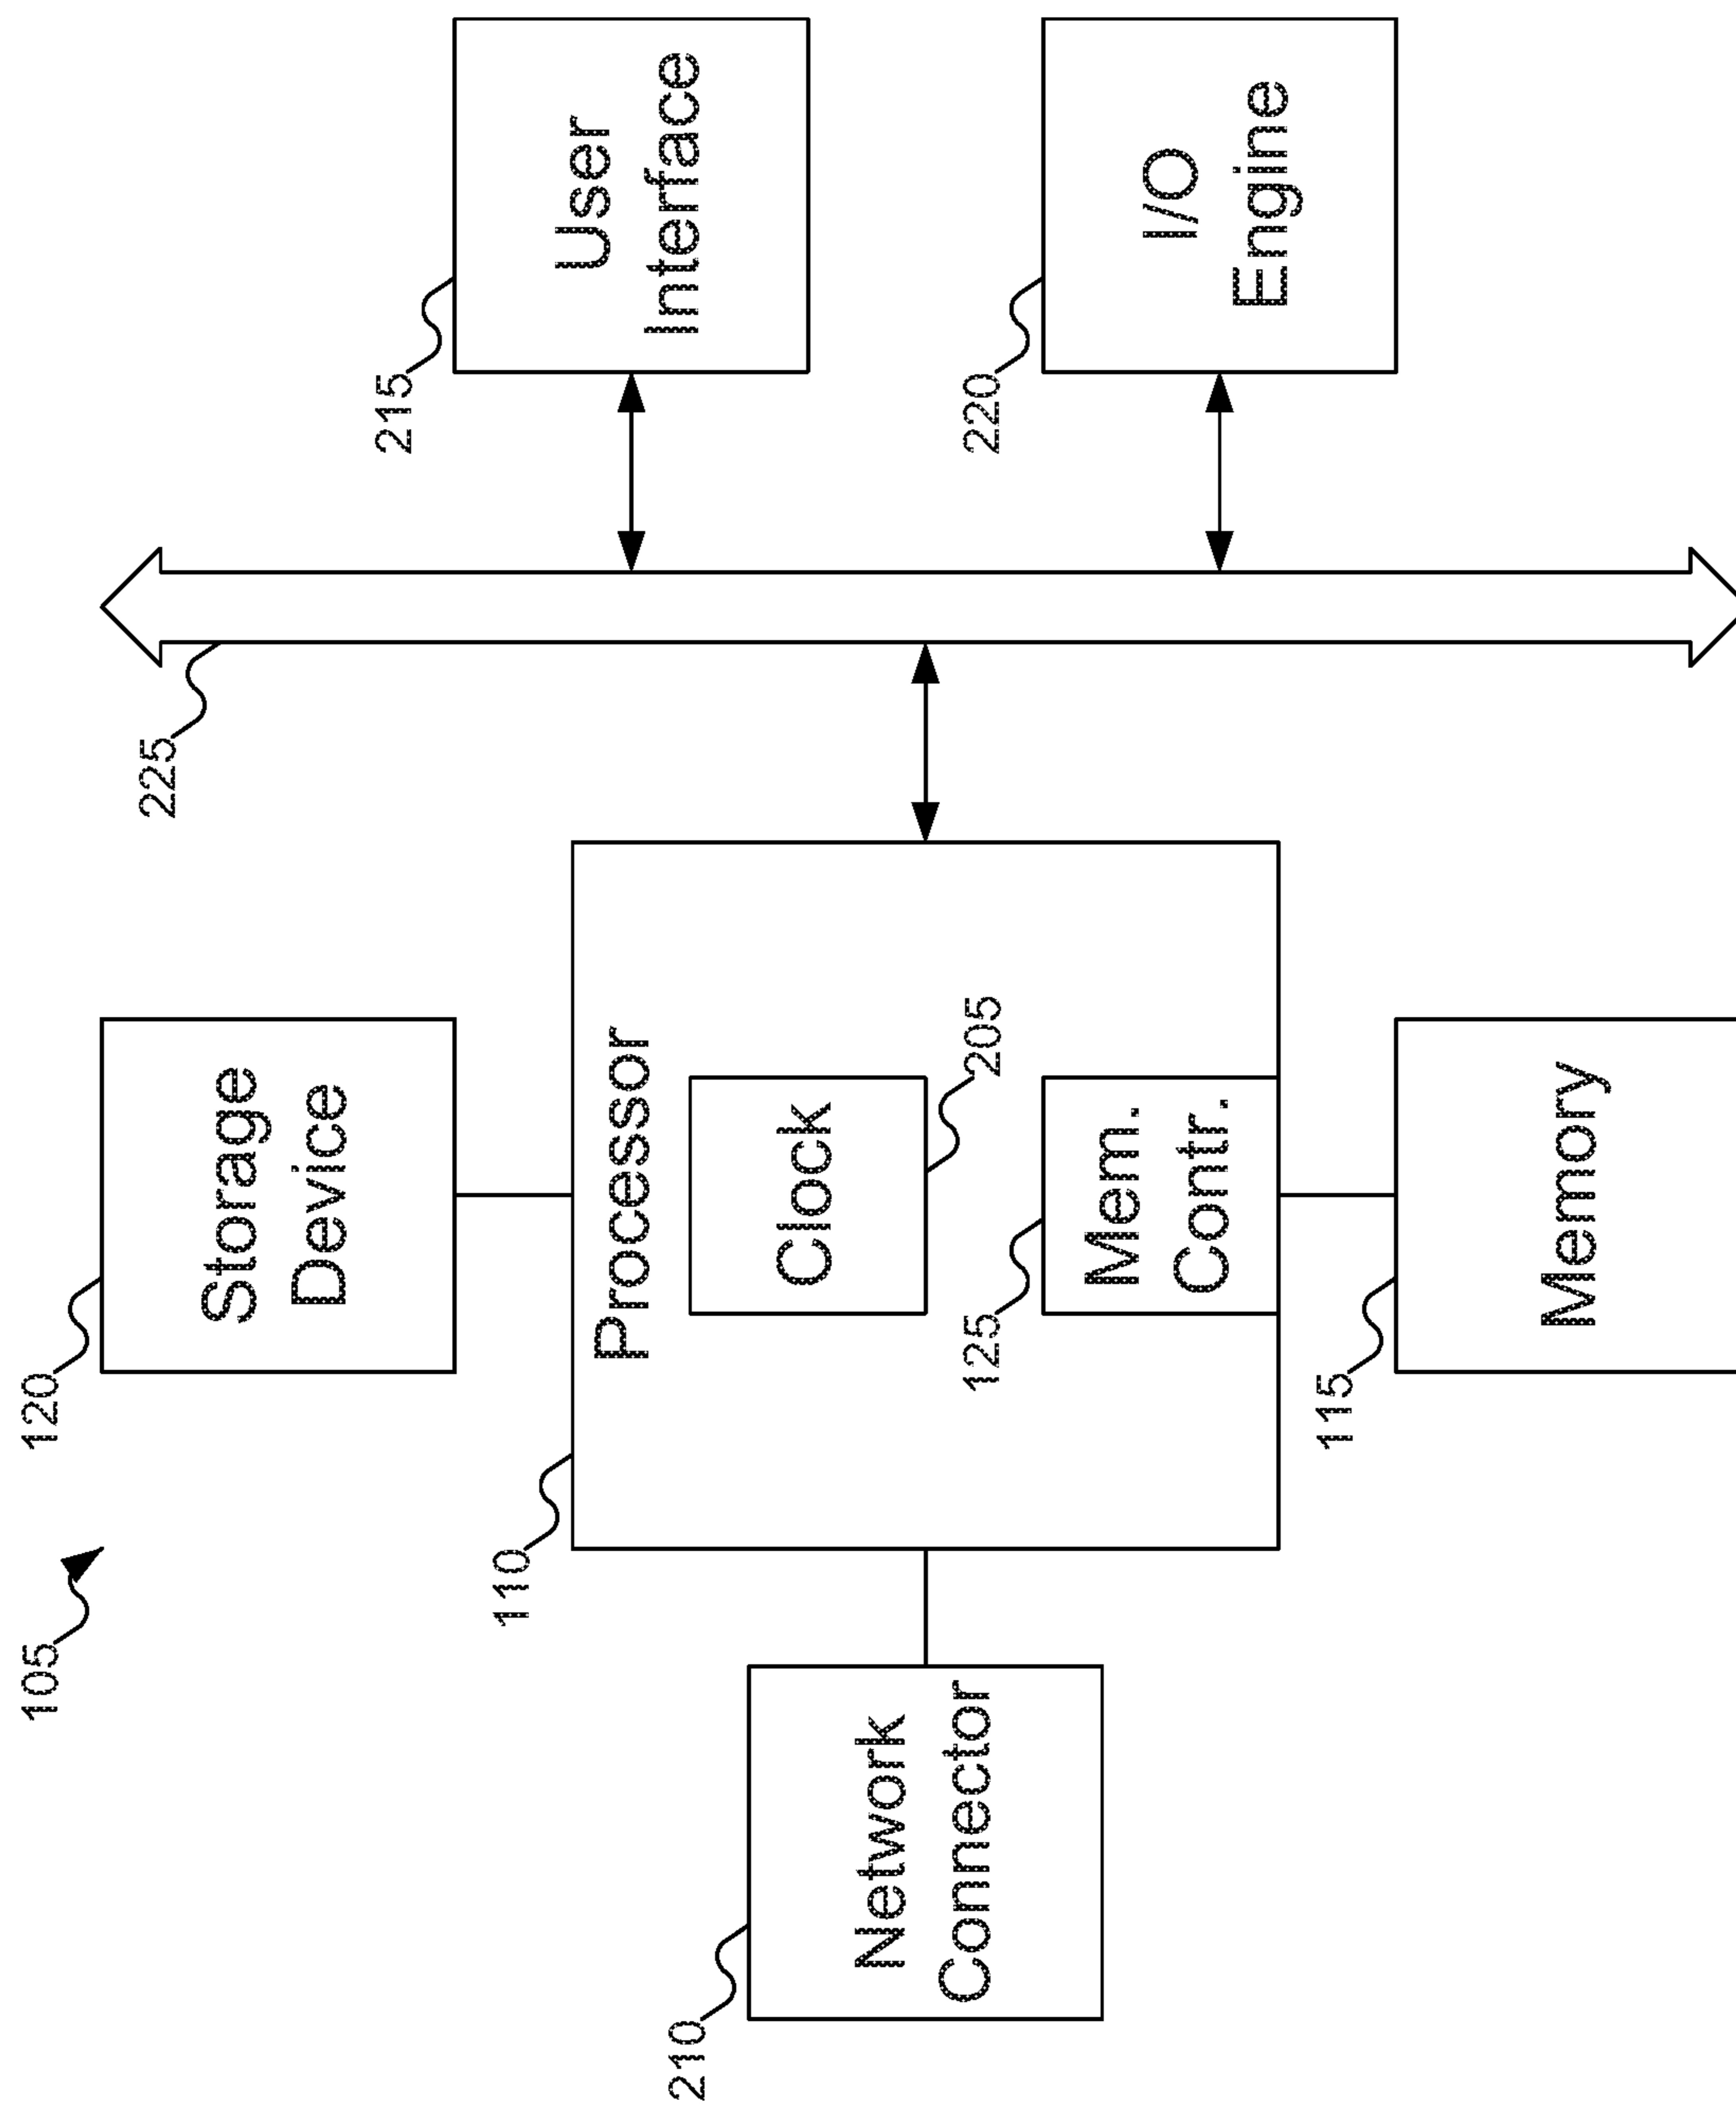 105
120
Storage
Device
225
215
User
Interface
110
Processor
210
Network
Connector
Clock
205
125
Mem.
Contr.
220
I/O
Engine
115
Memory